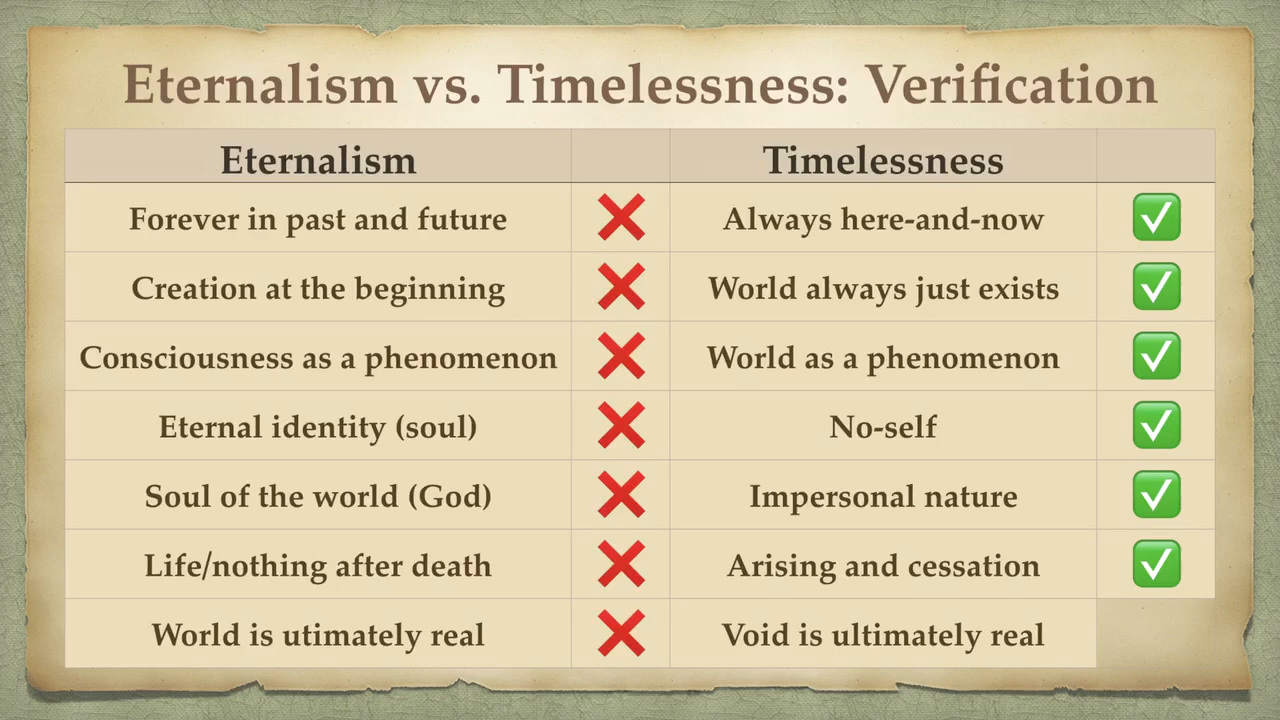 Eternalism vs. Timelessness: Verification
Eternalism Timelessness
Forever in past and future ❌ Always here-and-now ✅
Creation at the beginning ❌ World always just exists ✅
Consciousness as a phenomenon ❌ World as a phenomenon ✅
Eternal identity (soul) ❌ No-self ✅
Soul of the world (God) ❌ Impersonal nature ✅
Life/nothing after death ❌ Arising and cessation ✅
World is utimately real ❌ Void is ultimately real